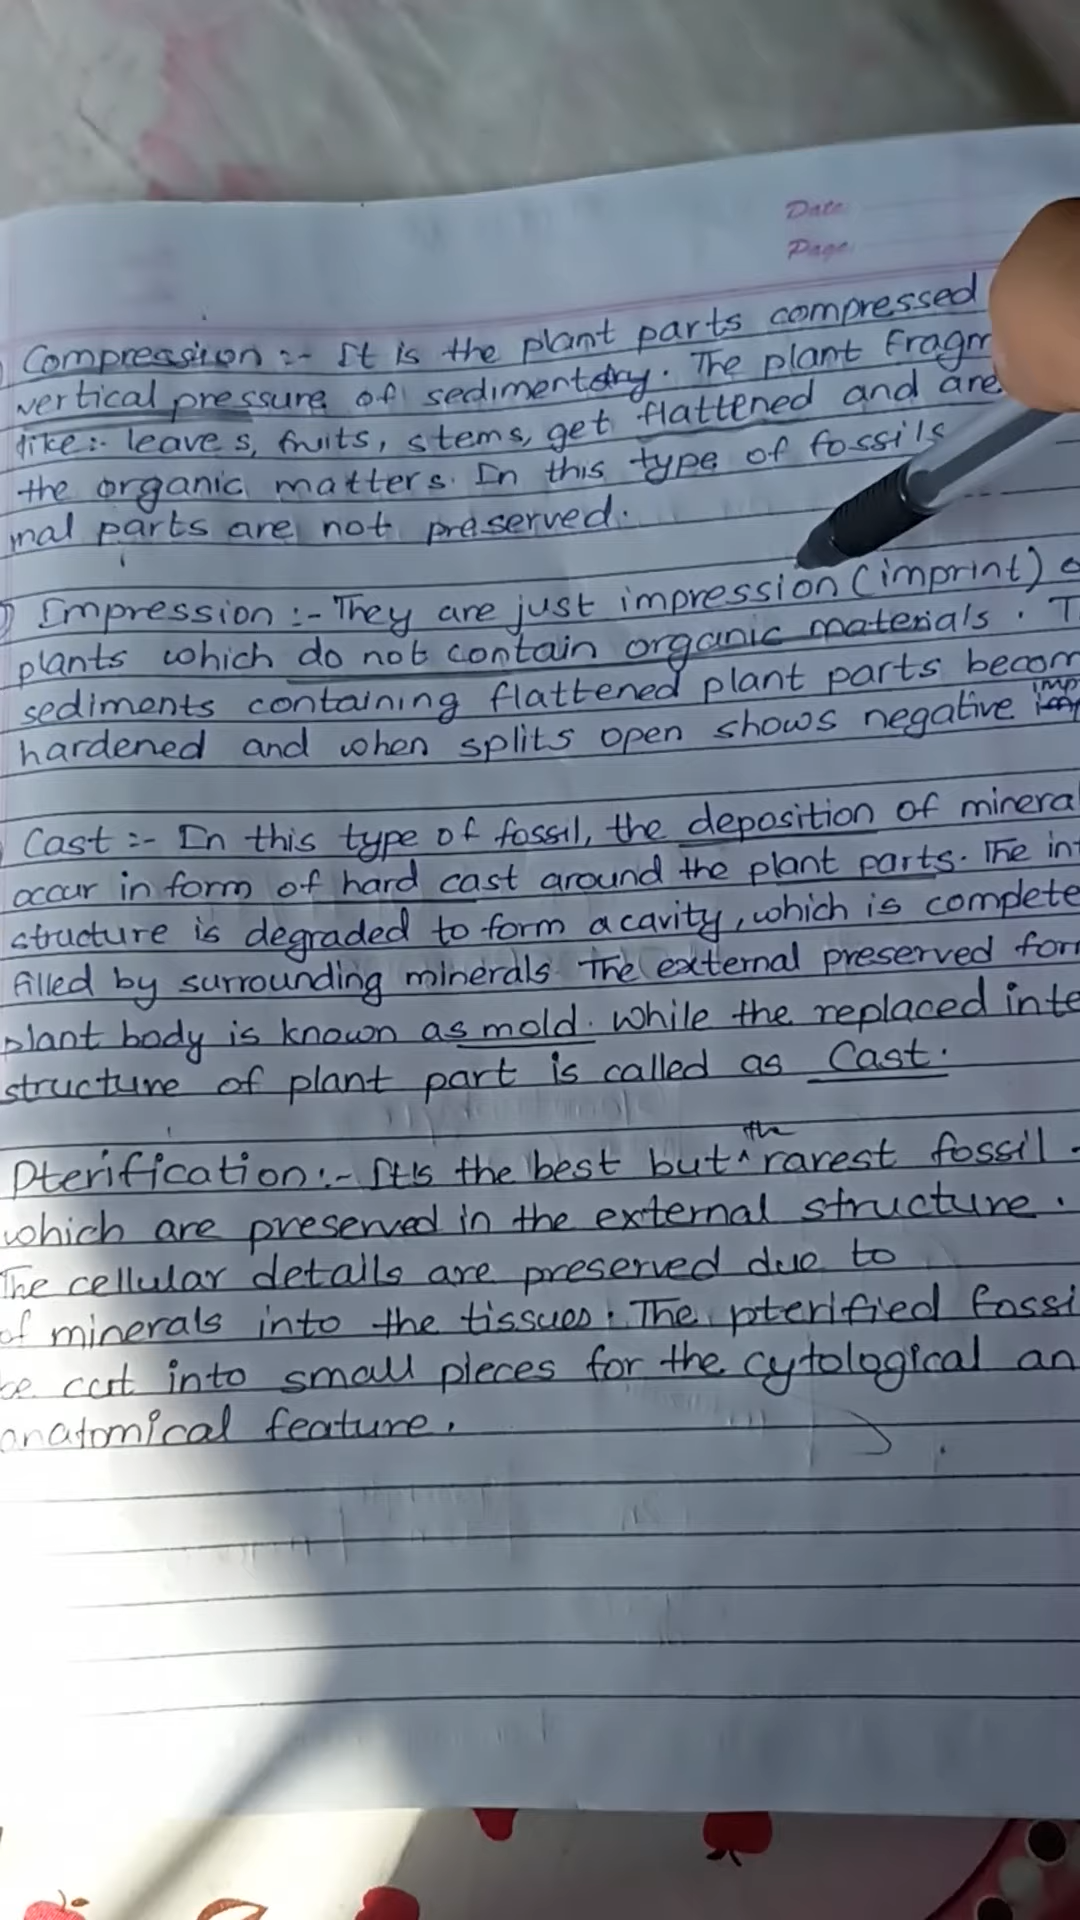 Date
Page
Compression :- It is the plant parts compressed
vertical pressure of sedimentary. The plant Fragm
like:- leaves, fruits, stems, get flattened and are
the organic matters. In this type of fossils
mal parts are not preserved.
Impression :- They are just impression (imprint) o
plants which do not contain organic materials. T
sediments containing flattened plant parts becom
hardened and when splits open shows negative imp
Cast :- In this type of fossil, the deposition of mineral
occur in form of hard cast around the plant parts. The int
structure is degraded to form a cavity, which is complete
filled by surrounding minerals. The external preserved form
plant body is known as mold. While the replaced inte
structure of plant part is called as Cast.
Pterification :- It's the best but ^ the rarest fossil
which are preserved in the external structure.
The cellular details are preserved due to
of minerals into the tissues. The pterified fossi
be cut into small pieces for the cytological an
anatomical feature.